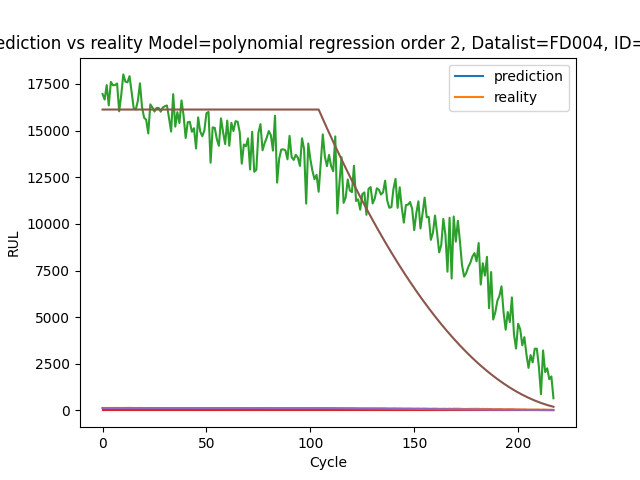 ediction vs reality Model=polynomial regression order 2, Datalist=FD004, ID=
prediction
reality
17500
15000
12500
10000
7500
5000
2500
0
RUL
0 50 100 150 200
Cycle